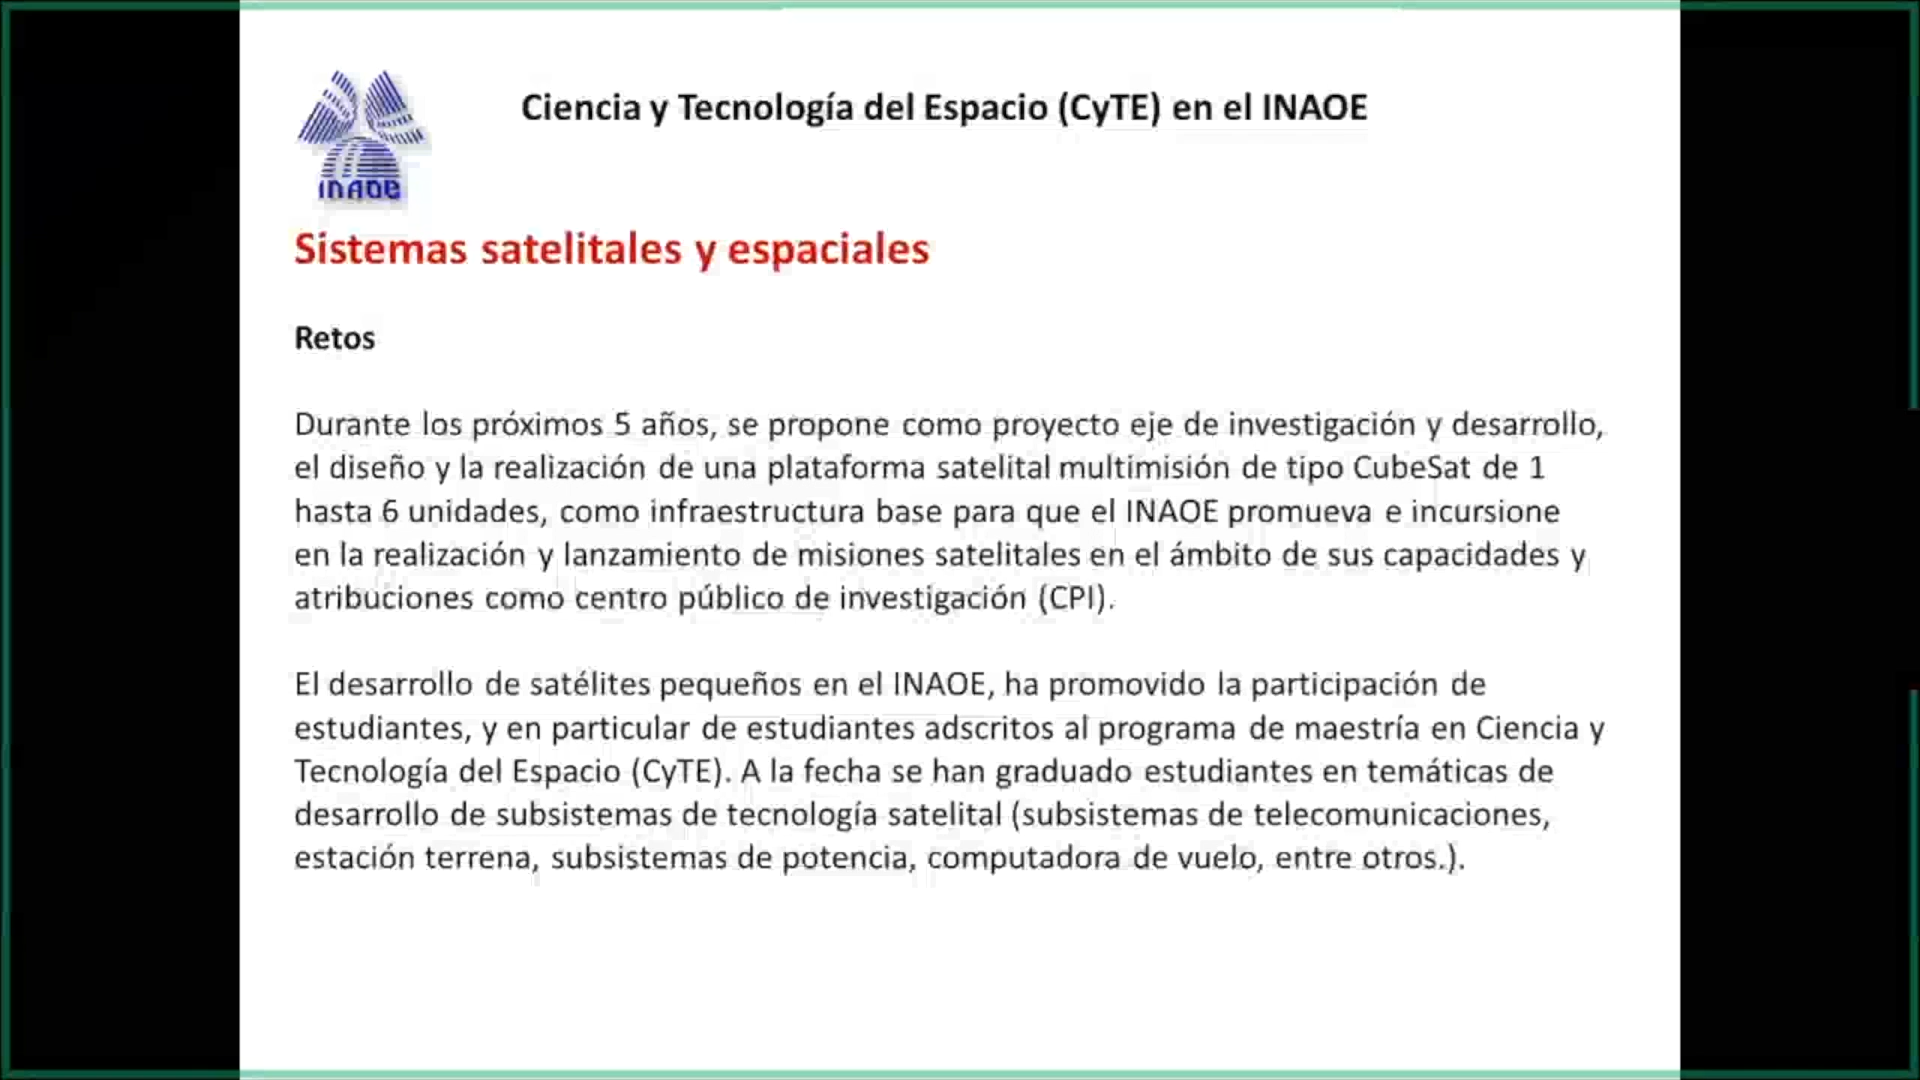 Ciencia y Tecnología del Espacio (CyTE) en el INAOE
INAOE
Sistemas satelitales y espaciales
Retos
Durante los próximos 5 años, se propone como proyecto eje de investigación y desarrollo,
el diseño y la realización de una plataforma satelital multimisión de tipo CubeSat de 1
hasta 6 unidades, como infraestructura base para que el INAOE promueva e incursione
en la realización y lanzamiento de misiones satelitales en el ámbito de sus capacidades y
atribuciones como centro público de investigación (CPI).
El desarrollo de satélites pequeños en el INAOE, ha promovido la participación de
estudiantes, y en particular de estudiantes adscritos al programa de maestría en Ciencia y
Tecnología del Espacio (CyTE). A la fecha se han graduado estudiantes en temáticas de
desarrollo de subsistemas de tecnología satelital (subsistemas de telecomunicaciones,
estación terrena, subsistemas de potencia, computadora de vuelo, entre otros.).